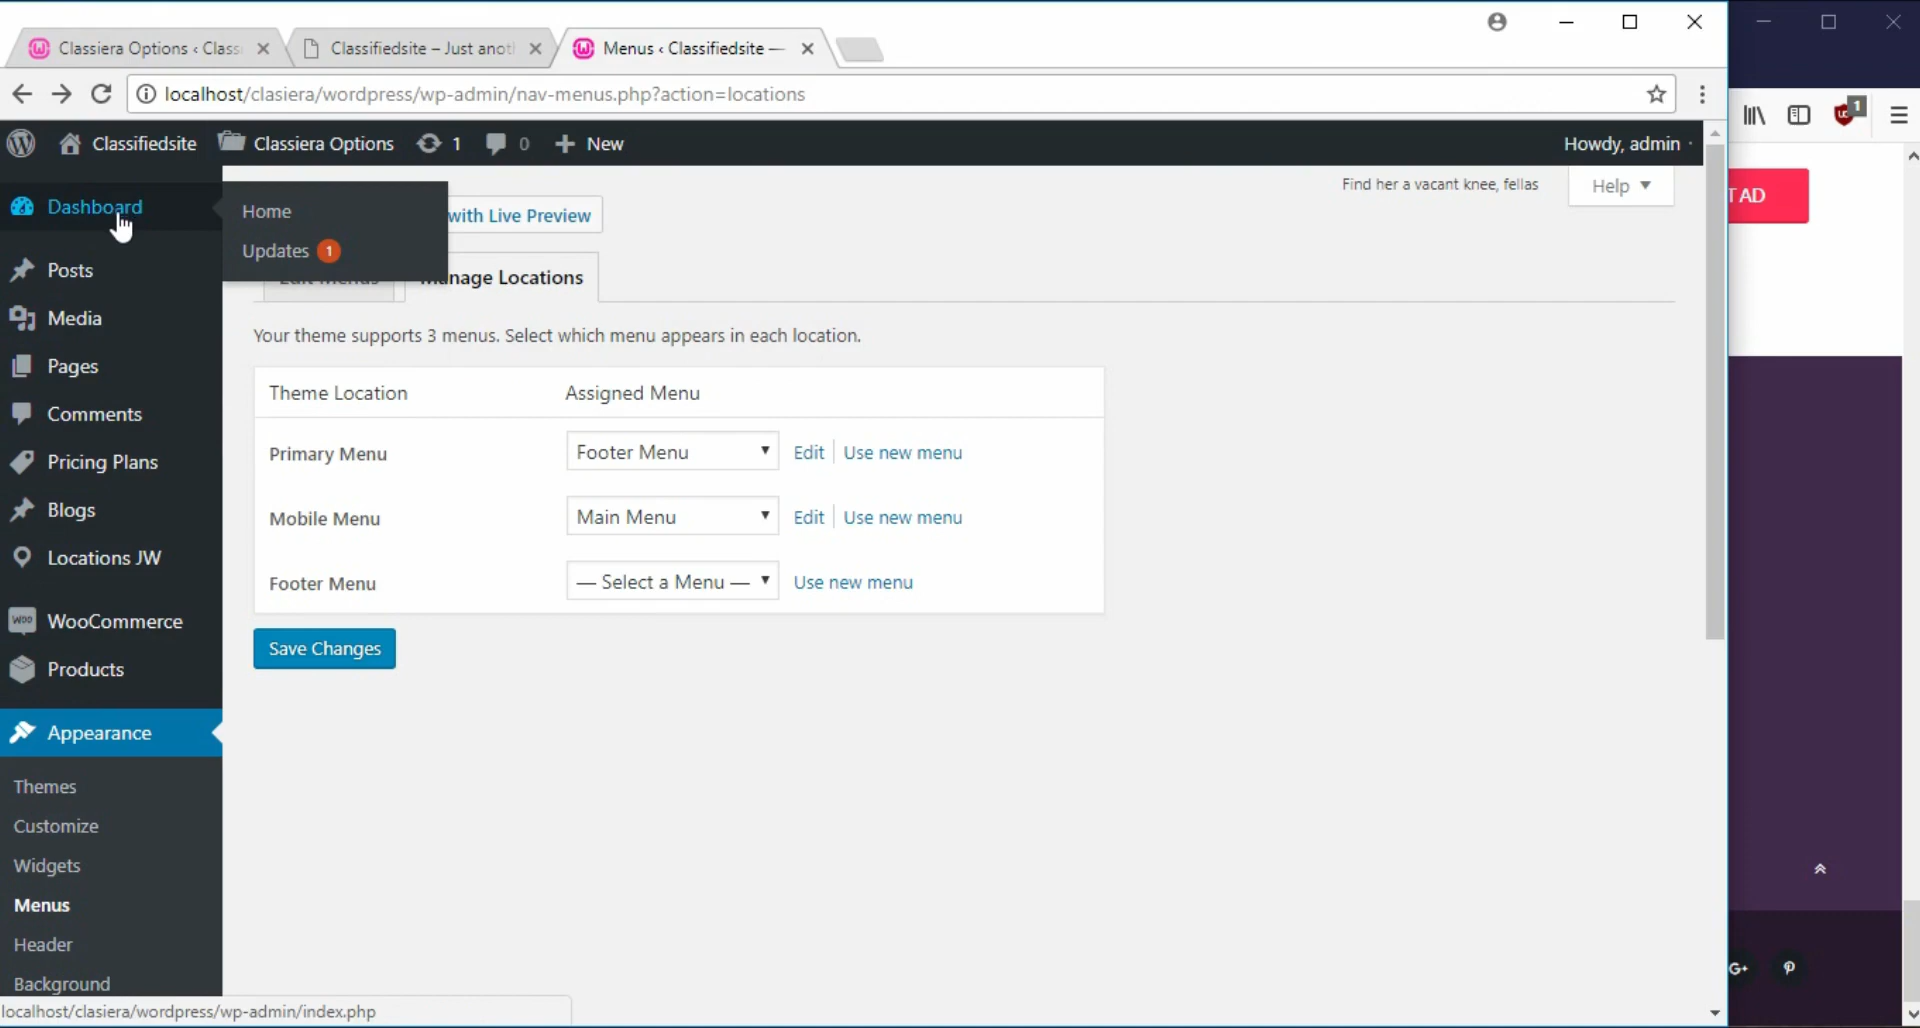 Classiera Options ‹ Class
Classifiedsite – Just anot
Menus ‹ Classifiedsite —
localhost/clasiera/wordpress/wp-admin/nav-menus.php?action=locations
1
Classifiedsite
Classiera Options
1
0
New
Howdy, admin
T AD
Dashboard
Home
Updates 1
with Live Preview
Find her a vacant knee, fellas
Help
Edit Menus
Manage Locations
Posts
Media
Pages
Comments
Pricing Plans
Blogs
Locations JW
WooCommerce
Products
Appearance
Themes
Customize
Widgets
Menus
Header
Background
Your theme supports 3 menus. Select which menu appears in each location.
Theme Location
Assigned Menu
Primary Menu
Footer Menu
Edit
Use new menu
Mobile Menu
Main Menu
Edit
Use new menu
Footer Menu
— Select a Menu —
Use new menu
Save Changes
G+
localhost/clasiera/wordpress/wp-admin/index.php